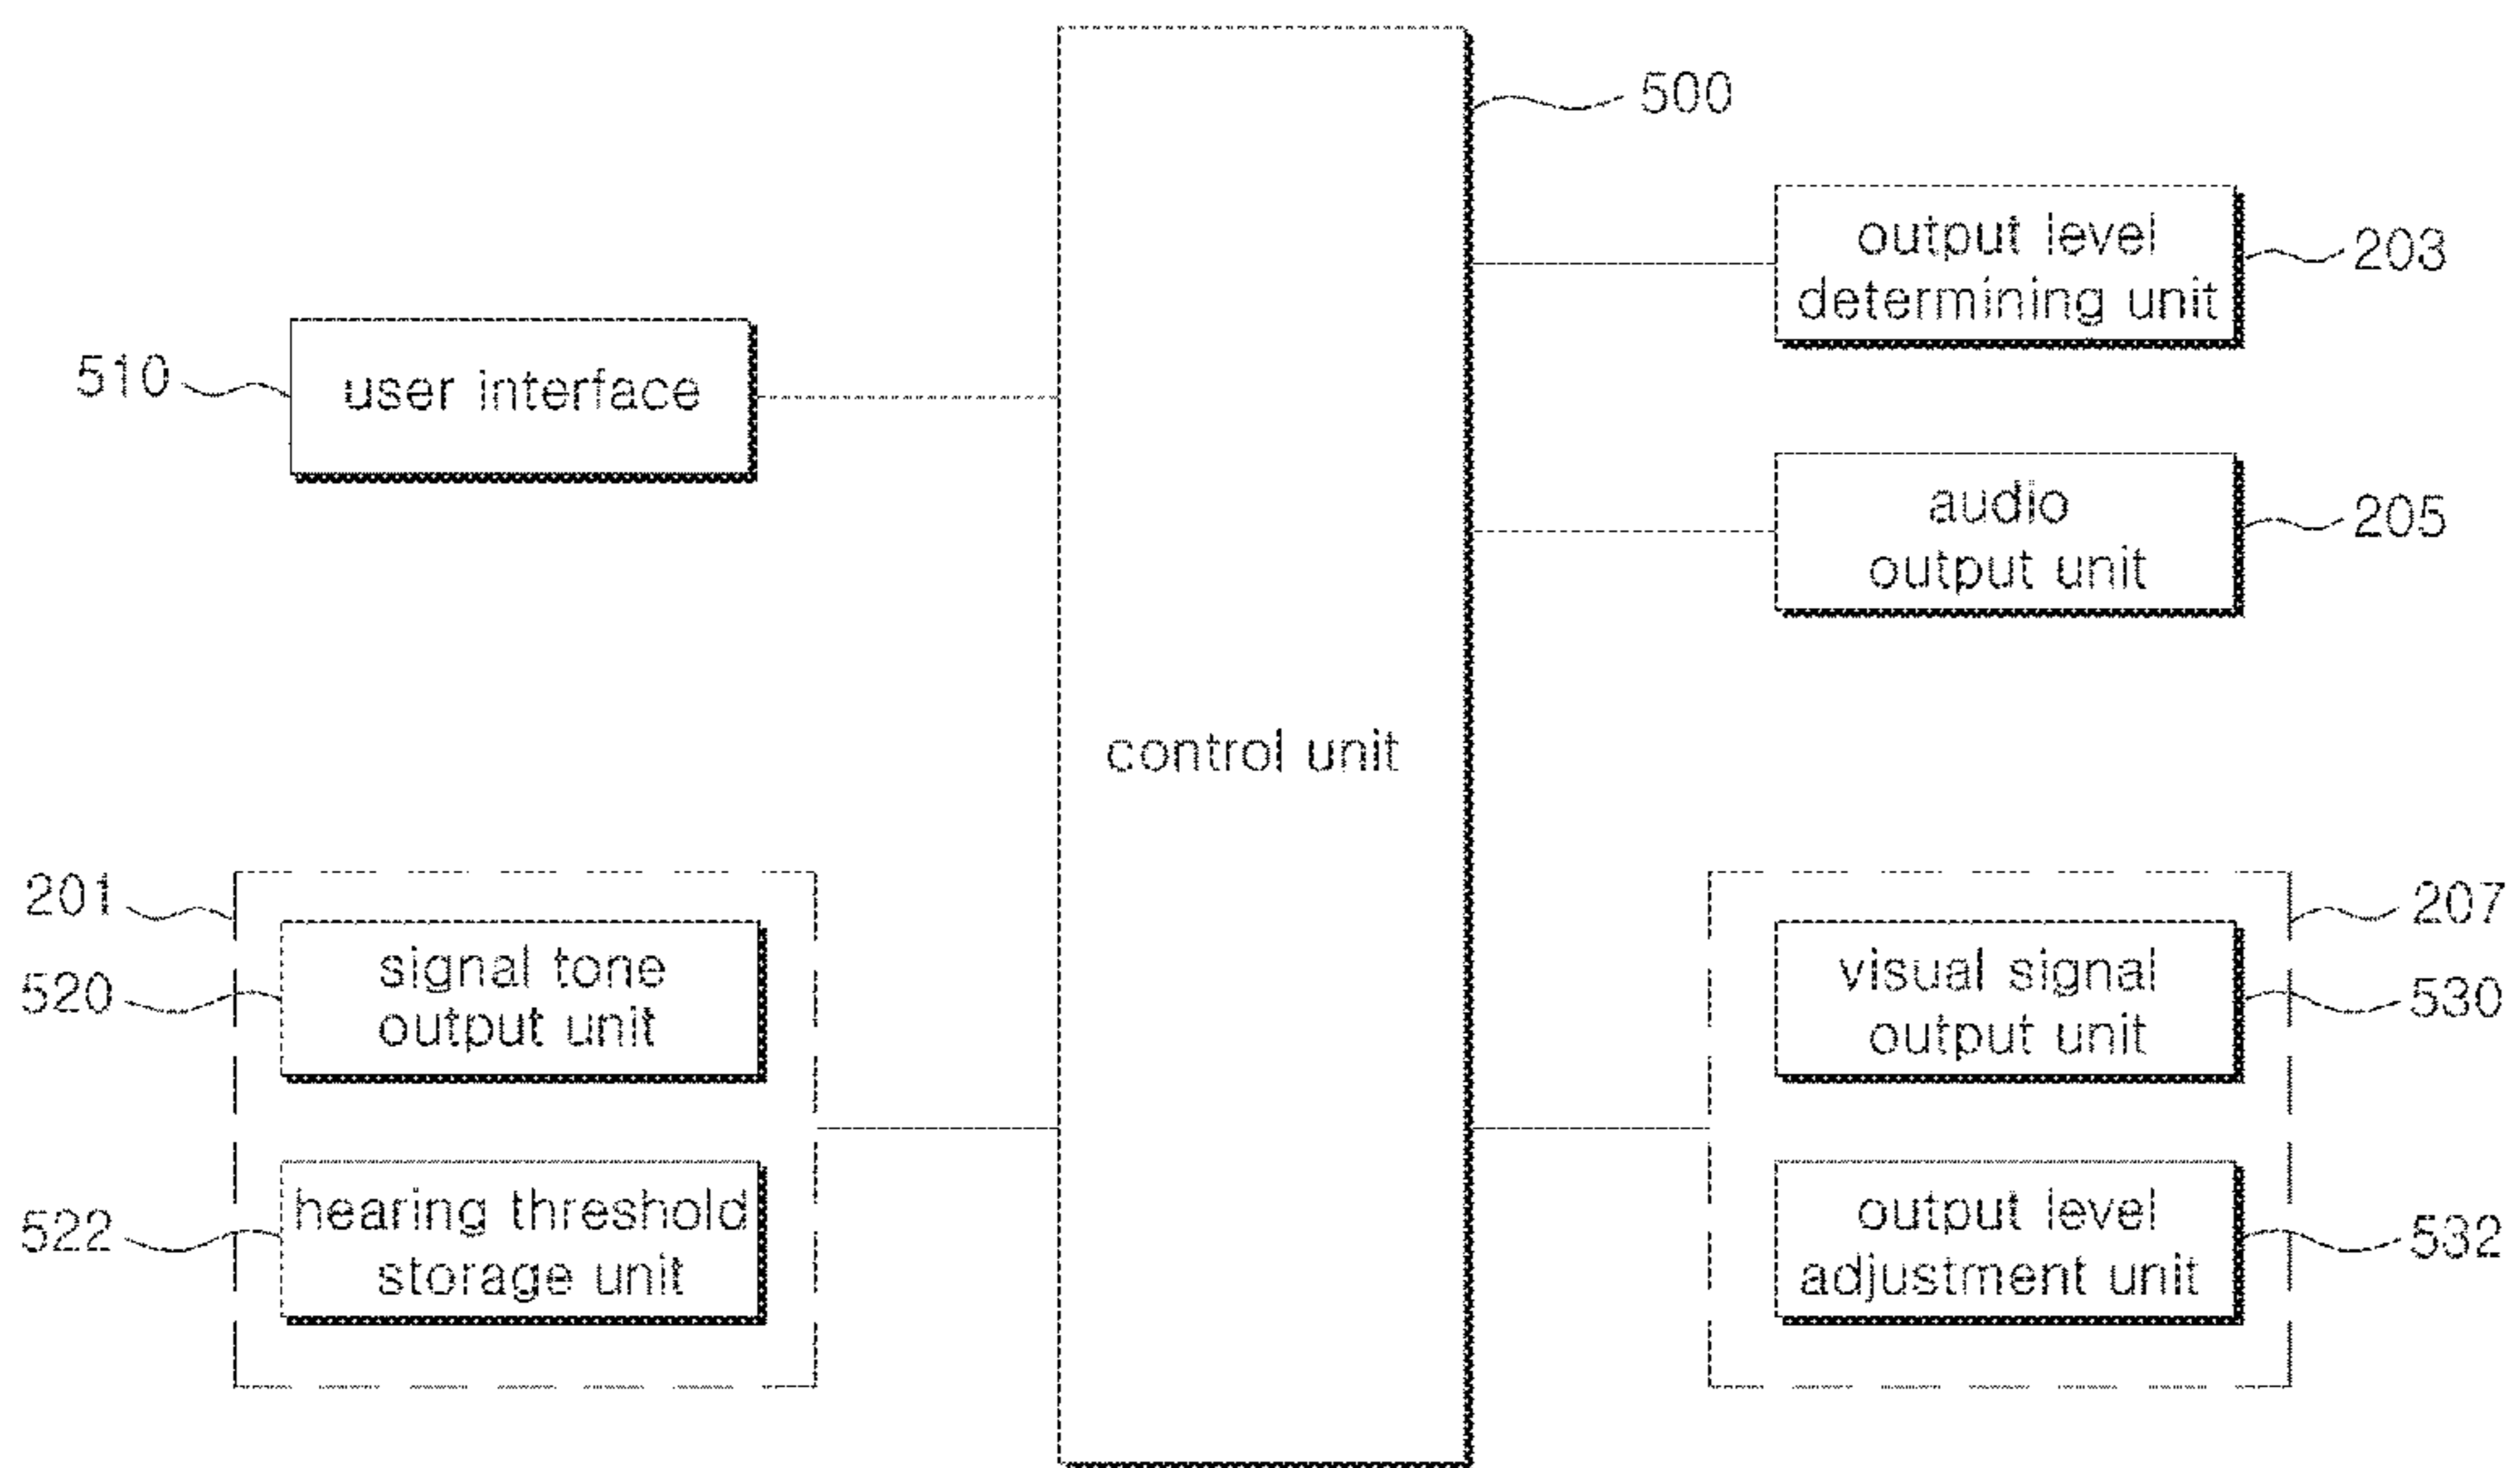 500
output level
determining unit
203
510
user interface
audio
output unit
205
control unit
201
signal tone
output unit
520
hearing threshold
storage unit
522
207
visual signal
output unit
530
output level
adjustment unit
532